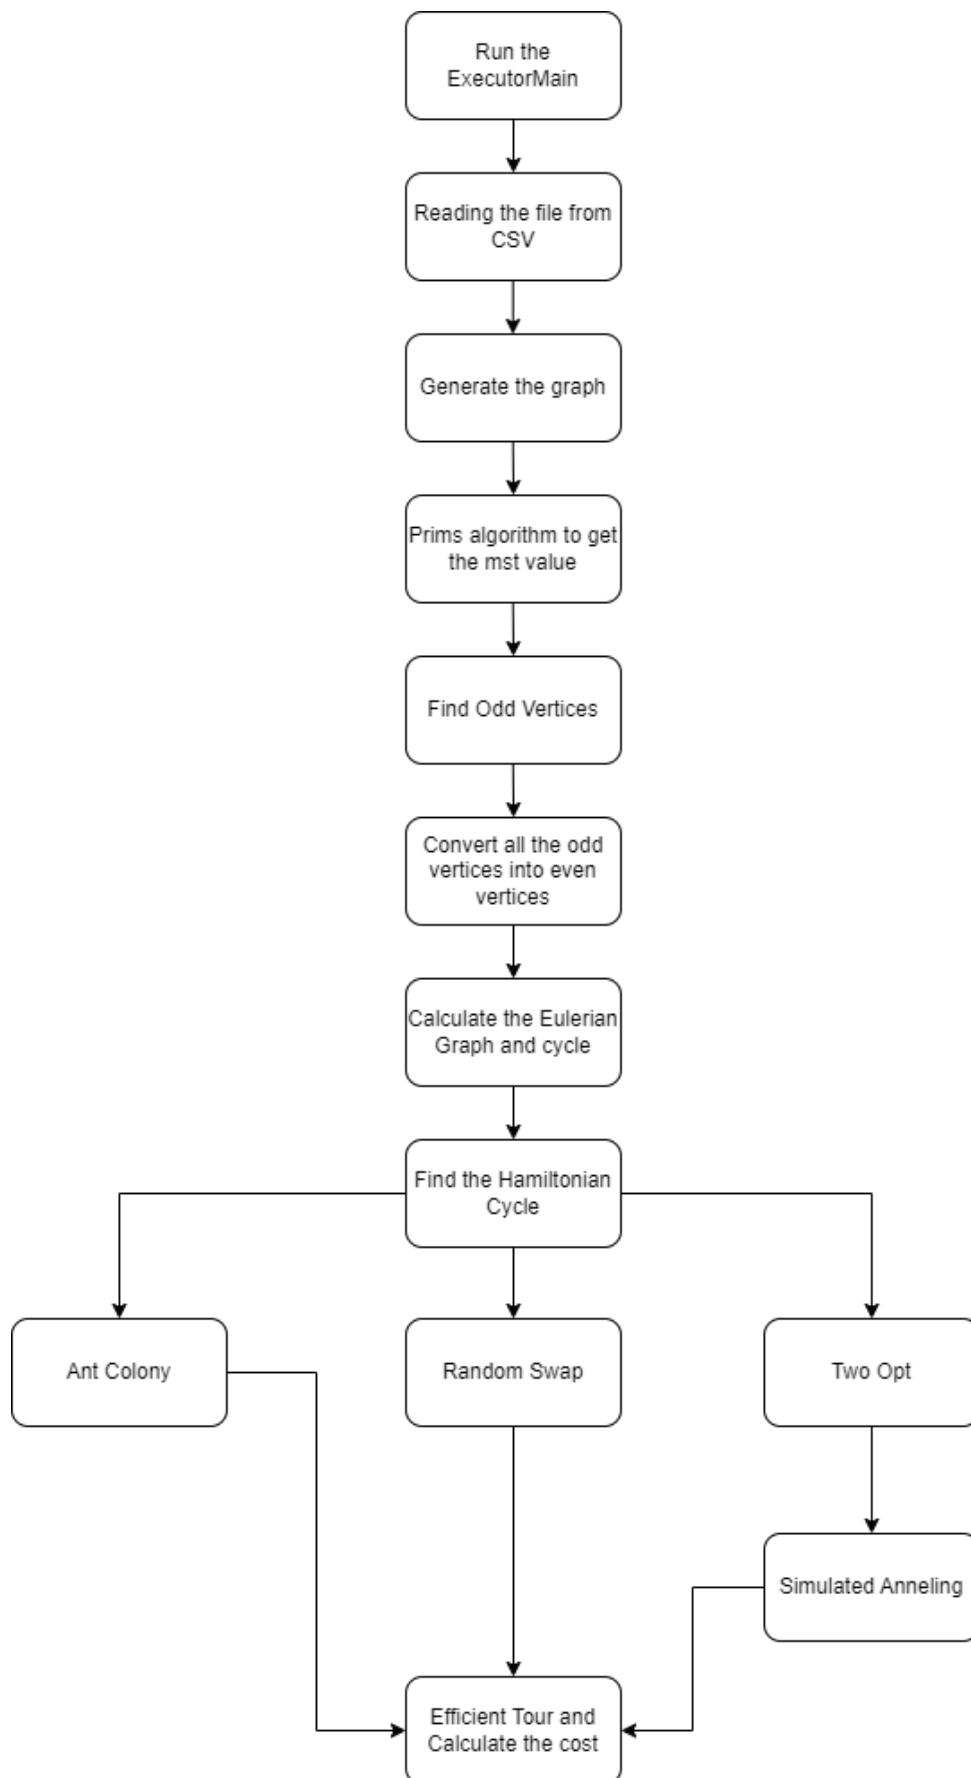 Run the
ExecutorMain
Reading the file from
CSV
Generate the graph
Prims algorithm to get
the mst value
Find Odd Vertices
Convert all the odd
vertices into even
vertices
Calculate the Eulerian
Graph and cycle
Find the Hamiltonian
Cycle
Ant Colony
Random Swap
Two Opt
Simulated Anneling
Efficient Tour and
Calculate the cost